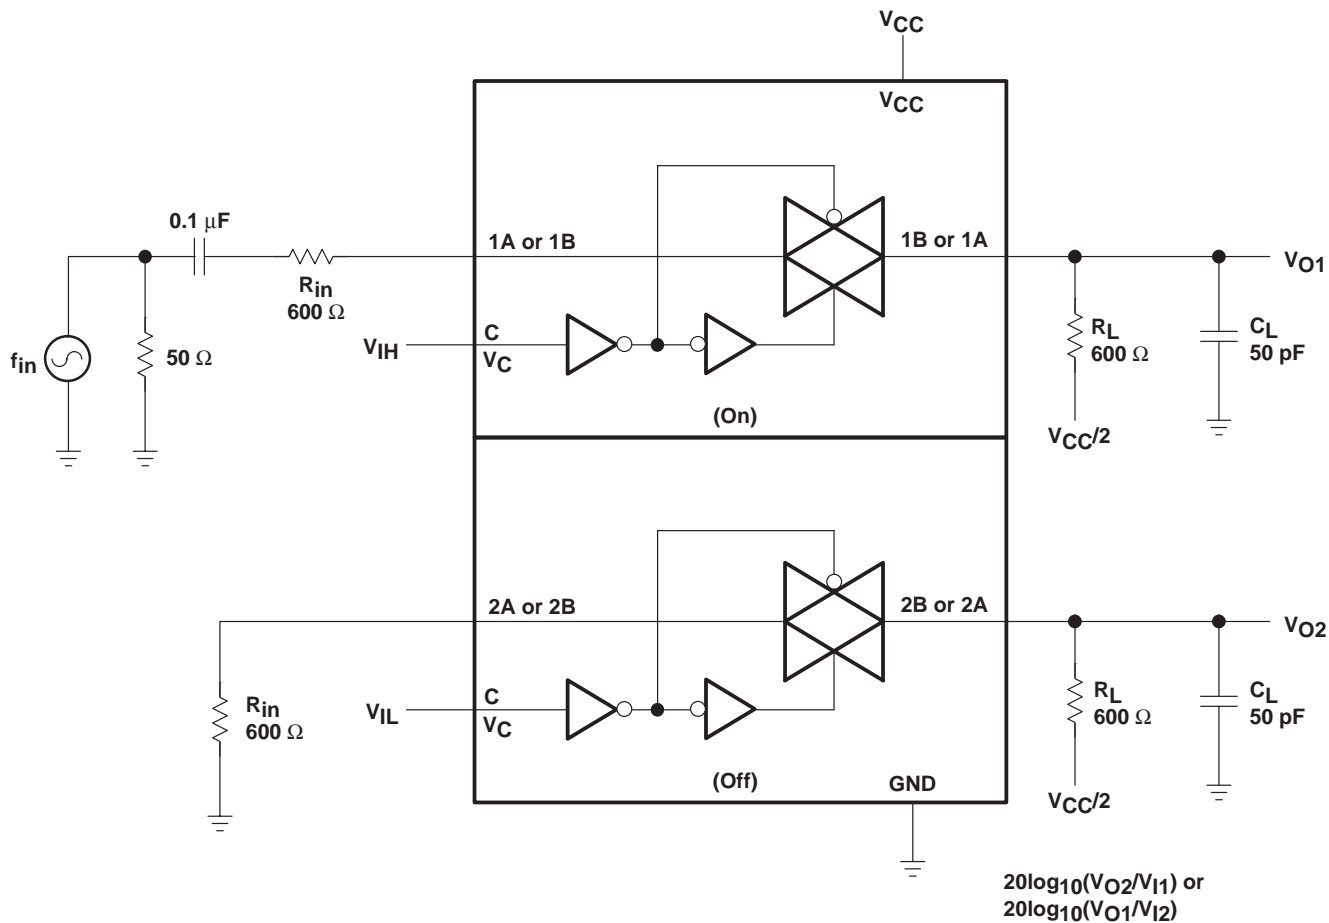 VCC
VCC
0.1 μF
1A or 1B
1B or 1A
VO1
Rin
600 Ω
fin
50 Ω
VIH
C
VC
RL
600 Ω
CL
50 pF
(On)
VCC/2
2A or 2B
2B or 2A
VO2
Rin
600 Ω
VIL
C
VC
RL
600 Ω
CL
50 pF
(Off)
GND
VCC/2
20log10(VO2/VI1) or
20log10(VO1/VI2)